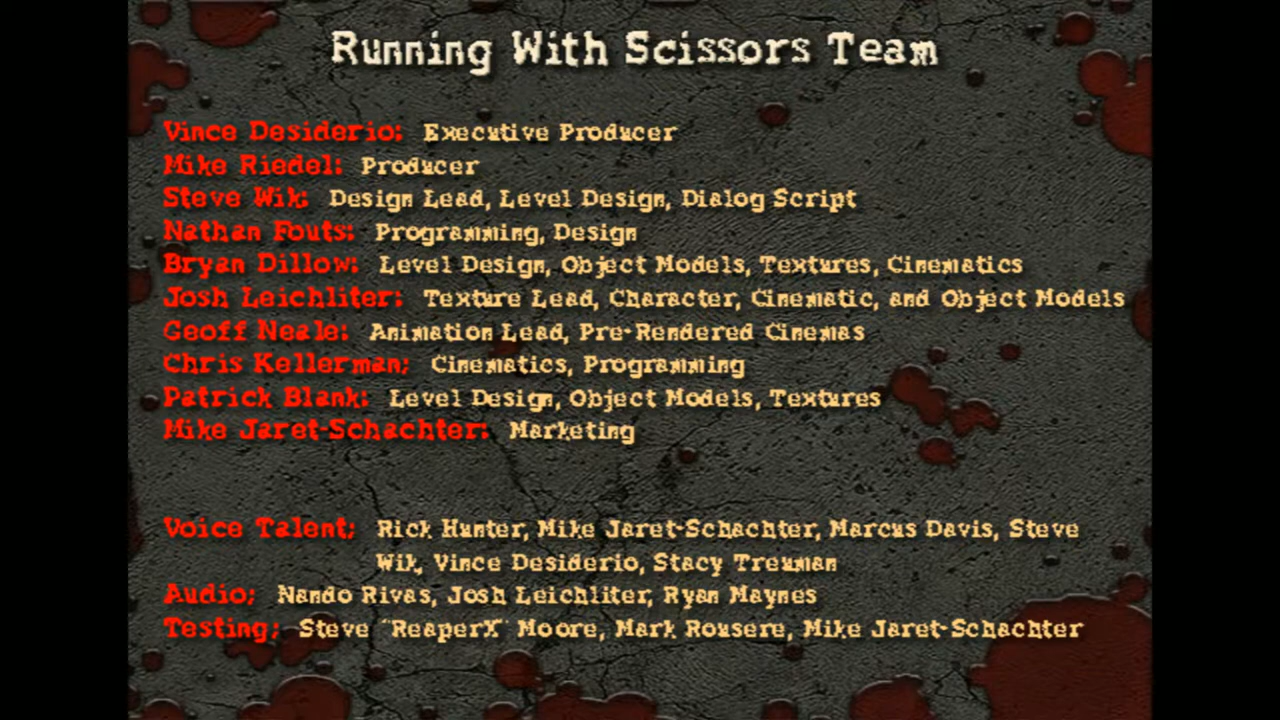 Running With Scissors Team
Vince Desiderio: Executive Producer
Mike Riedel: Producer
Steve Wik: Design Lead, Level Design, Dialog Script
Nathan Fouts: Programming, Design
Bryan Dillow: Level Design, Object Models, Textures, Cinematics
Josh Leichliter: Texture Lead, Character, Cinematic, and Object Models
Geoff Neale: Animation Lead, Pre-Rendered Cinemas
Chris Kellerman: Cinematics, Programming
Patrick Blank: Level Design, Object Models, Textures
Mike Jaret-Schachter: Marketing
Voice Talent: Rick Hunter, Mike Jaret-Schachter, Marcus Davis, Steve
Wik, Vince Desiderio, Stacy Treuman
Audio: Nando Rivas, Josh Leichliter, Ryan Maynes
Testing: Steve "ReaperX" Moore, Mark Rousere, Mike Jaret-Schachter